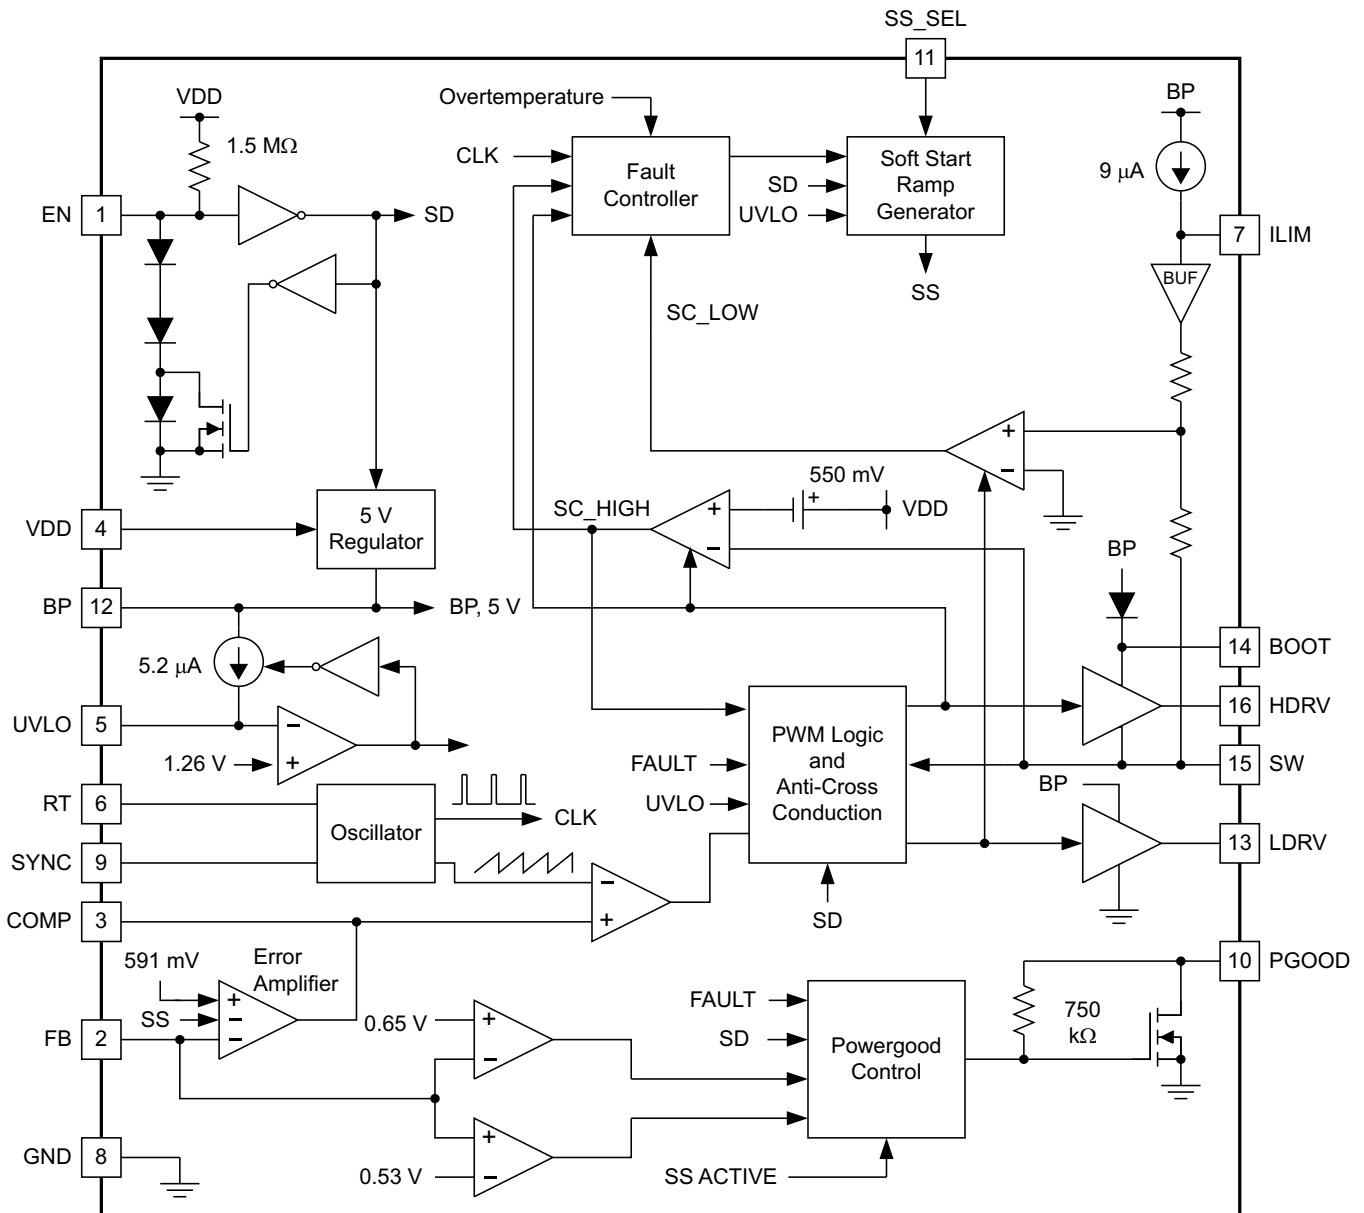 SS_SEL
11
VDD
Overtemperature
BP
1.5 MΩ
CLK
Fault
Controller
Soft Start
Ramp
Generator
9 µA
SD
UVLO
EN
1
SD
7
ILIM
BUF
SS
SC_LOW
+
–
550 mV
+
SC_HIGH
+
–
VDD
VDD
4
5 V
Regulator
BP
BP
12
BP, 5 V
14
BOOT
5.2 µA
16
HDRV
UVLO
5
–
+
1.26 V
PWM Logic
and
Anti-Cross
Conduction
FAULT
UVLO
15
SW
BP
RT
6
CLK
Oscillator
13
LDRV
SYNC
9
–
+
SD
COMP
3
591 mV
Error
Amplifier
10
PGOOD
+
–
–
SS
FAULT
750
kΩ
0.65 V
+
–
FB
2
SD
Powergood
Control
+
–
0.53 V
GND
8
SS ACTIVE